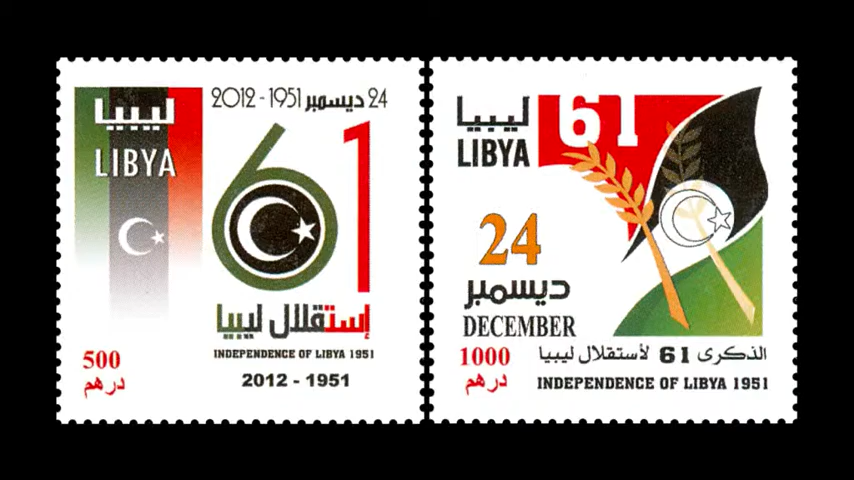 ليبيا
LIBYA
2012 - 1951 ديسمبر 24
61
إستقلال ليبيا
INDEPENDENCE OF LIBYA 1951
2012 - 1951
500
درهم
ليبيا
LIBYA
61
24
ديسمبر
DECEMBER
1000
درهم
الذكرى 61 لأستقلال ليبيا
INDEPENDENCE OF LIBYA 1951